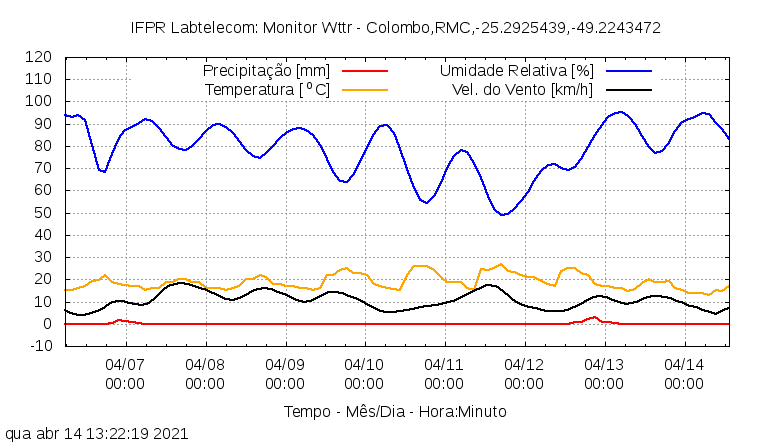 IFPR Labtelecom: Monitor Wttr - Colombo,RMC,-25.2925439,-49.2243472
Precipitação [mm]
Temperatura [ ⁰C]
Umidade Relativa [%]
Vel. do Vento [km/h]
120
110
100
90
80
70
60
50
40
30
20
10
0
-10
04/07 04/08 04/09 04/10 04/11 04/12 04/13 04/14
00:00 00:00 00:00 00:00 00:00 00:00 00:00 00:00
Tempo - Mês/Dia - Hora:Minuto
qua abr 14 13:22:19 2021